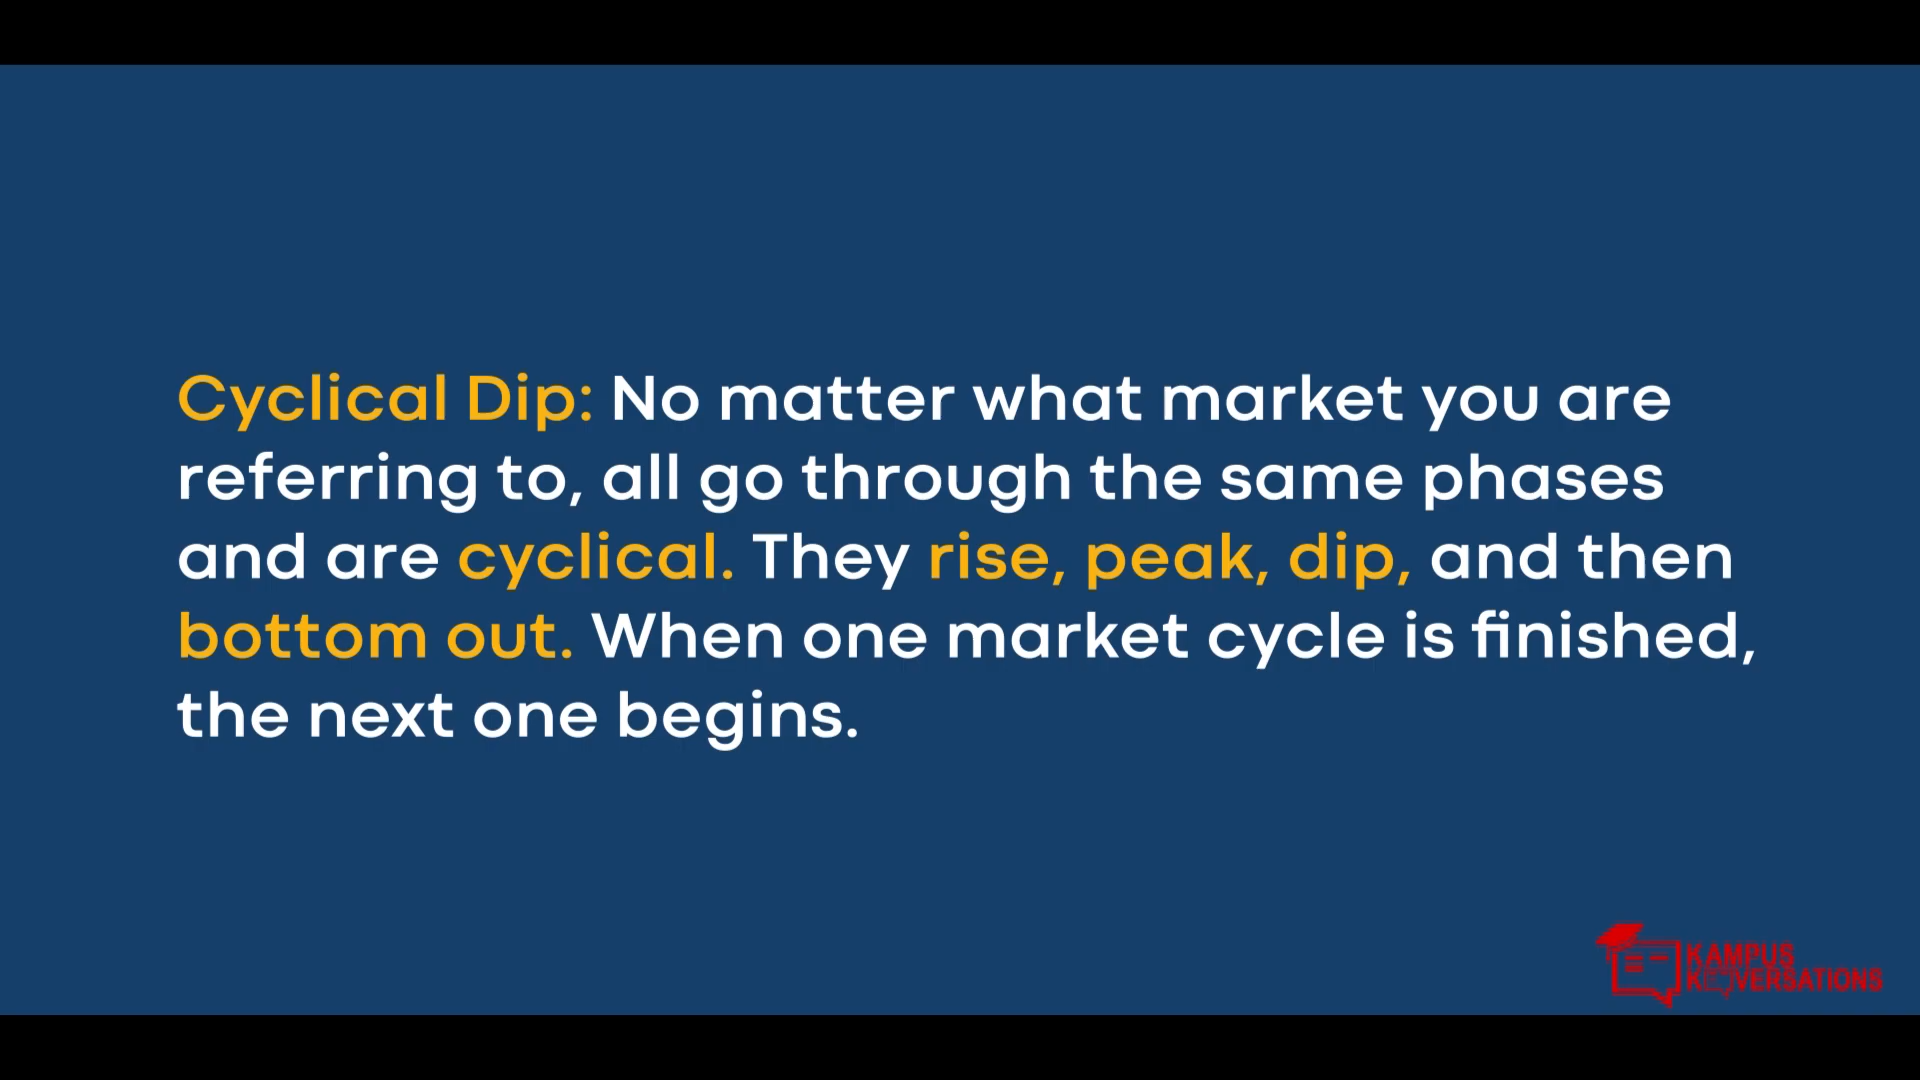 Cyclical Dip: No matter what market you are
referring to, all go through the same phases
and are cyclical. They rise, peak, dip, and then
bottom out. When one market cycle is finished,
the next one begins.
KAMPUS